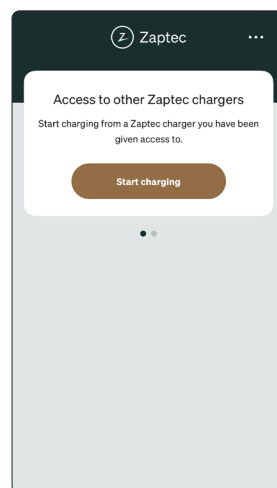 Zaptec
Access to other Zaptec chargers
Start charging from a Zaptec charger you have been
given access to.
Start charging